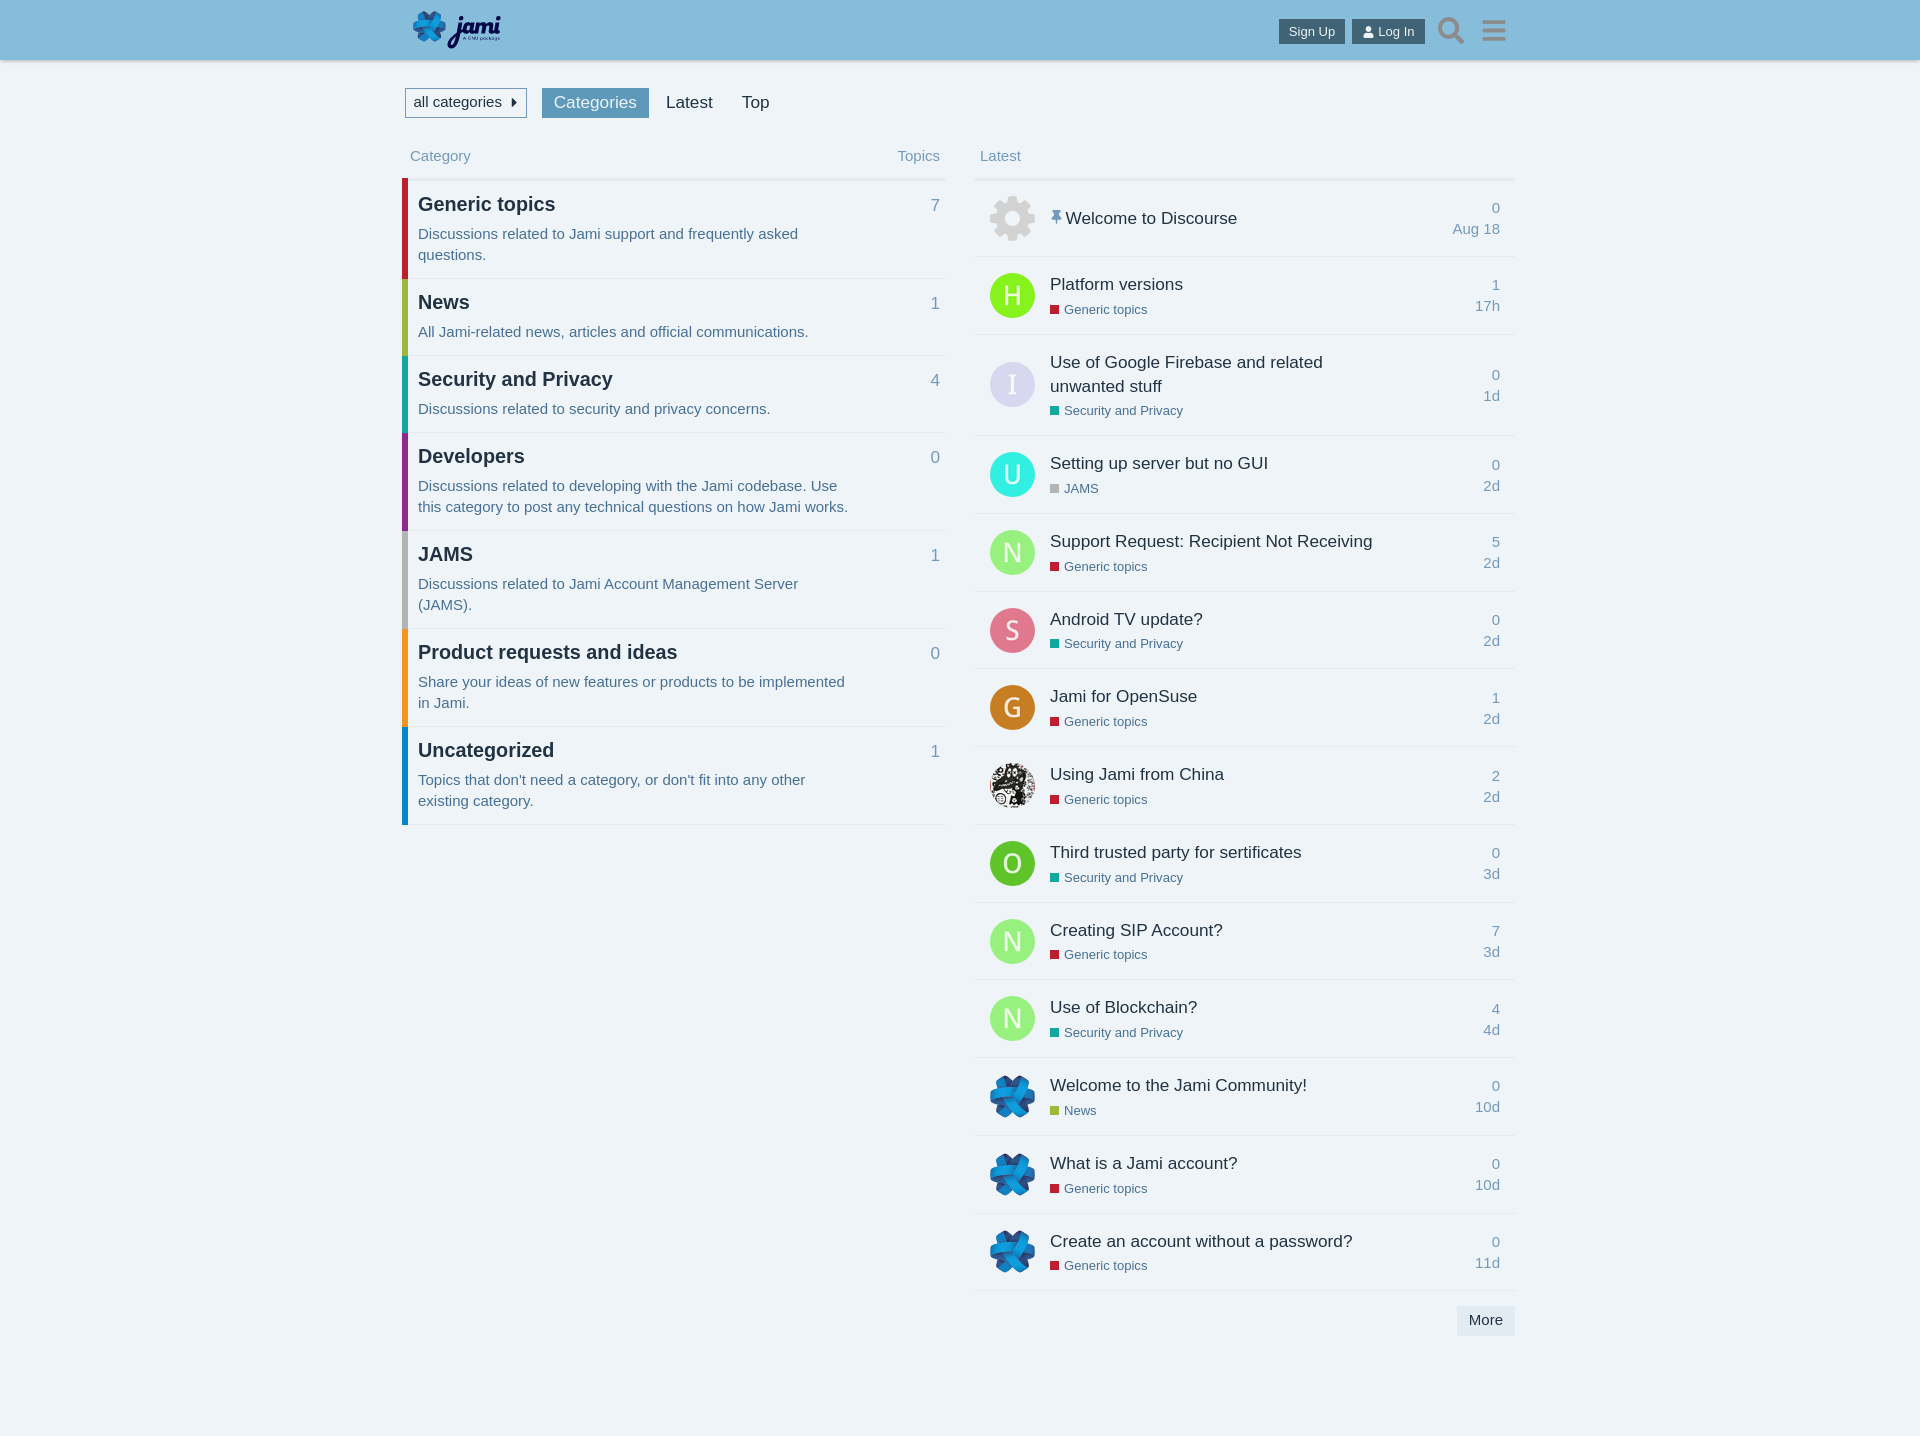 jami
A GNU package
Sign Up
Log In
all categories
Categories
Latest
Top
Category
Topics
Generic topics
7
Discussions related to Jami support and frequently asked
questions.
News
1
All Jami-related news, articles and official communications.
Security and Privacy
4
Discussions related to security and privacy concerns.
Developers
0
Discussions related to developing with the Jami codebase. Use
this category to post any technical questions on how Jami works.
JAMS
1
Discussions related to Jami Account Management Server
(JAMS).
Product requests and ideas
0
Share your ideas of new features or products to be implemented
in Jami.
Uncategorized
1
Topics that don't need a category, or don't fit into any other
existing category.
Latest
Welcome to Discourse
0
Aug 18
H
Platform versions
1
Generic topics
17h
I
Use of Google Firebase and related
unwanted stuff
0
1d
Security and Privacy
U
Setting up server but no GUI
0
JAMS
2d
N
Support Request: Recipient Not Receiving
5
Generic topics
2d
S
Android TV update?
0
Security and Privacy
2d
G
Jami for OpenSuse
1
Generic topics
2d
Using Jami from China
2
Generic topics
2d
O
Third trusted party for sertificates
0
Security and Privacy
3d
N
Creating SIP Account?
7
Generic topics
3d
N
Use of Blockchain?
4
Security and Privacy
4d
Welcome to the Jami Community!
0
News
10d
What is a Jami account?
0
Generic topics
10d
Create an account without a password?
0
Generic topics
11d
More